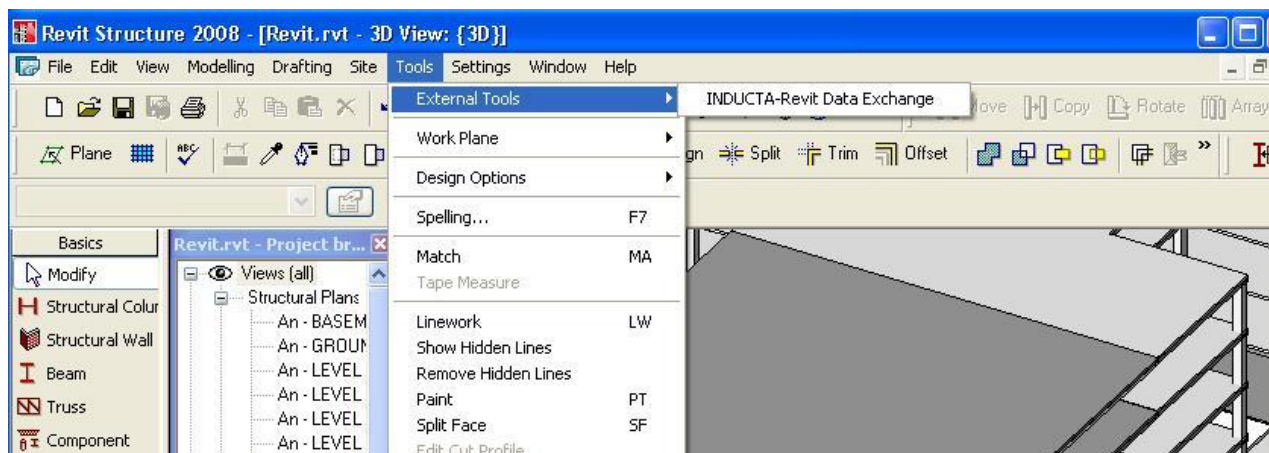 Revit Structure 2008 - [Revit.rvt - 3D View: {3D}]
File Edit View Modelling Drafting Site Tools Settings Window Help
External Tools
INDUCTA-Revit Data Exchange
Copy Rotate Array
Plane
ABC
Split Trim Offset
Work Plane
Design Options
Spelling... F7
Match MA
Tape Measure
Linework LW
Show Hidden Lines
Remove Hidden Lines
Paint PT
Split Face SF
Edit Cut Profile
Basics
Modify
Structural Colur
Structural Wall
Beam
Truss
Component
Revit.rvt - Project br...
Views (all)
Structural Plans
An - BASEM
An - GROUN
An - LEVEL
An - LEVEL
An - LEVEL
An - LEVEL